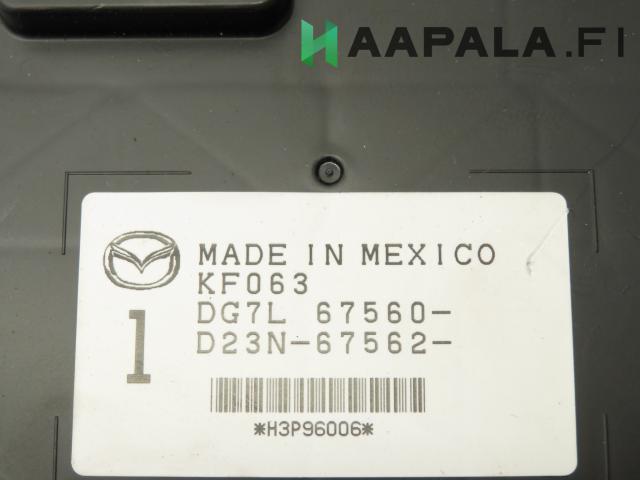 HAAPALA.FI
MADE IN MEXICO
KF063
DG7L 67560-
1
D23N-67562-
*H3P96006*